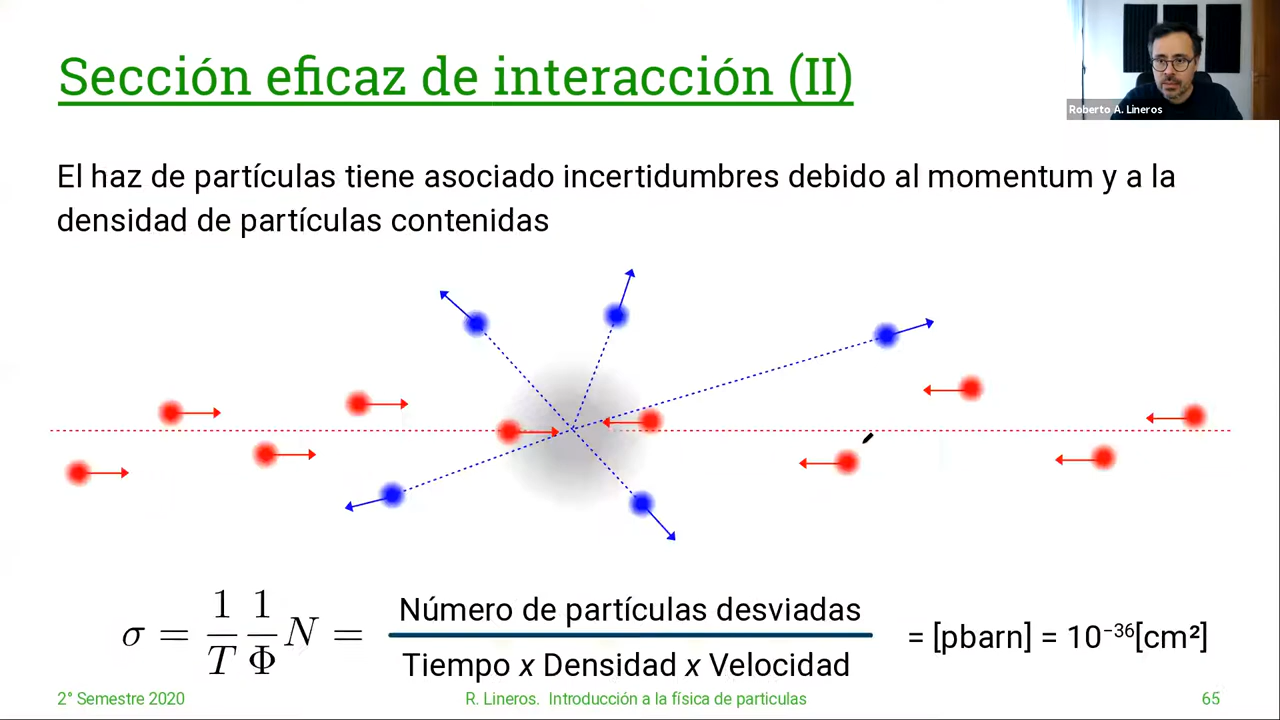 Sección eficaz de interacción (II)
Roberto A. Lineros
El haz de partículas tiene asociado incertidumbres debido al momentum y a la
densidad de partículas contenidas
σ = 1/T 1/Φ N = Número de partículas desviadas / Tiempo x Densidad x Velocidad = [pbarn] = 10⁻³⁶[cm²]
2° Semestre 2020
R. Lineros. Introducción a la física de particulas
65